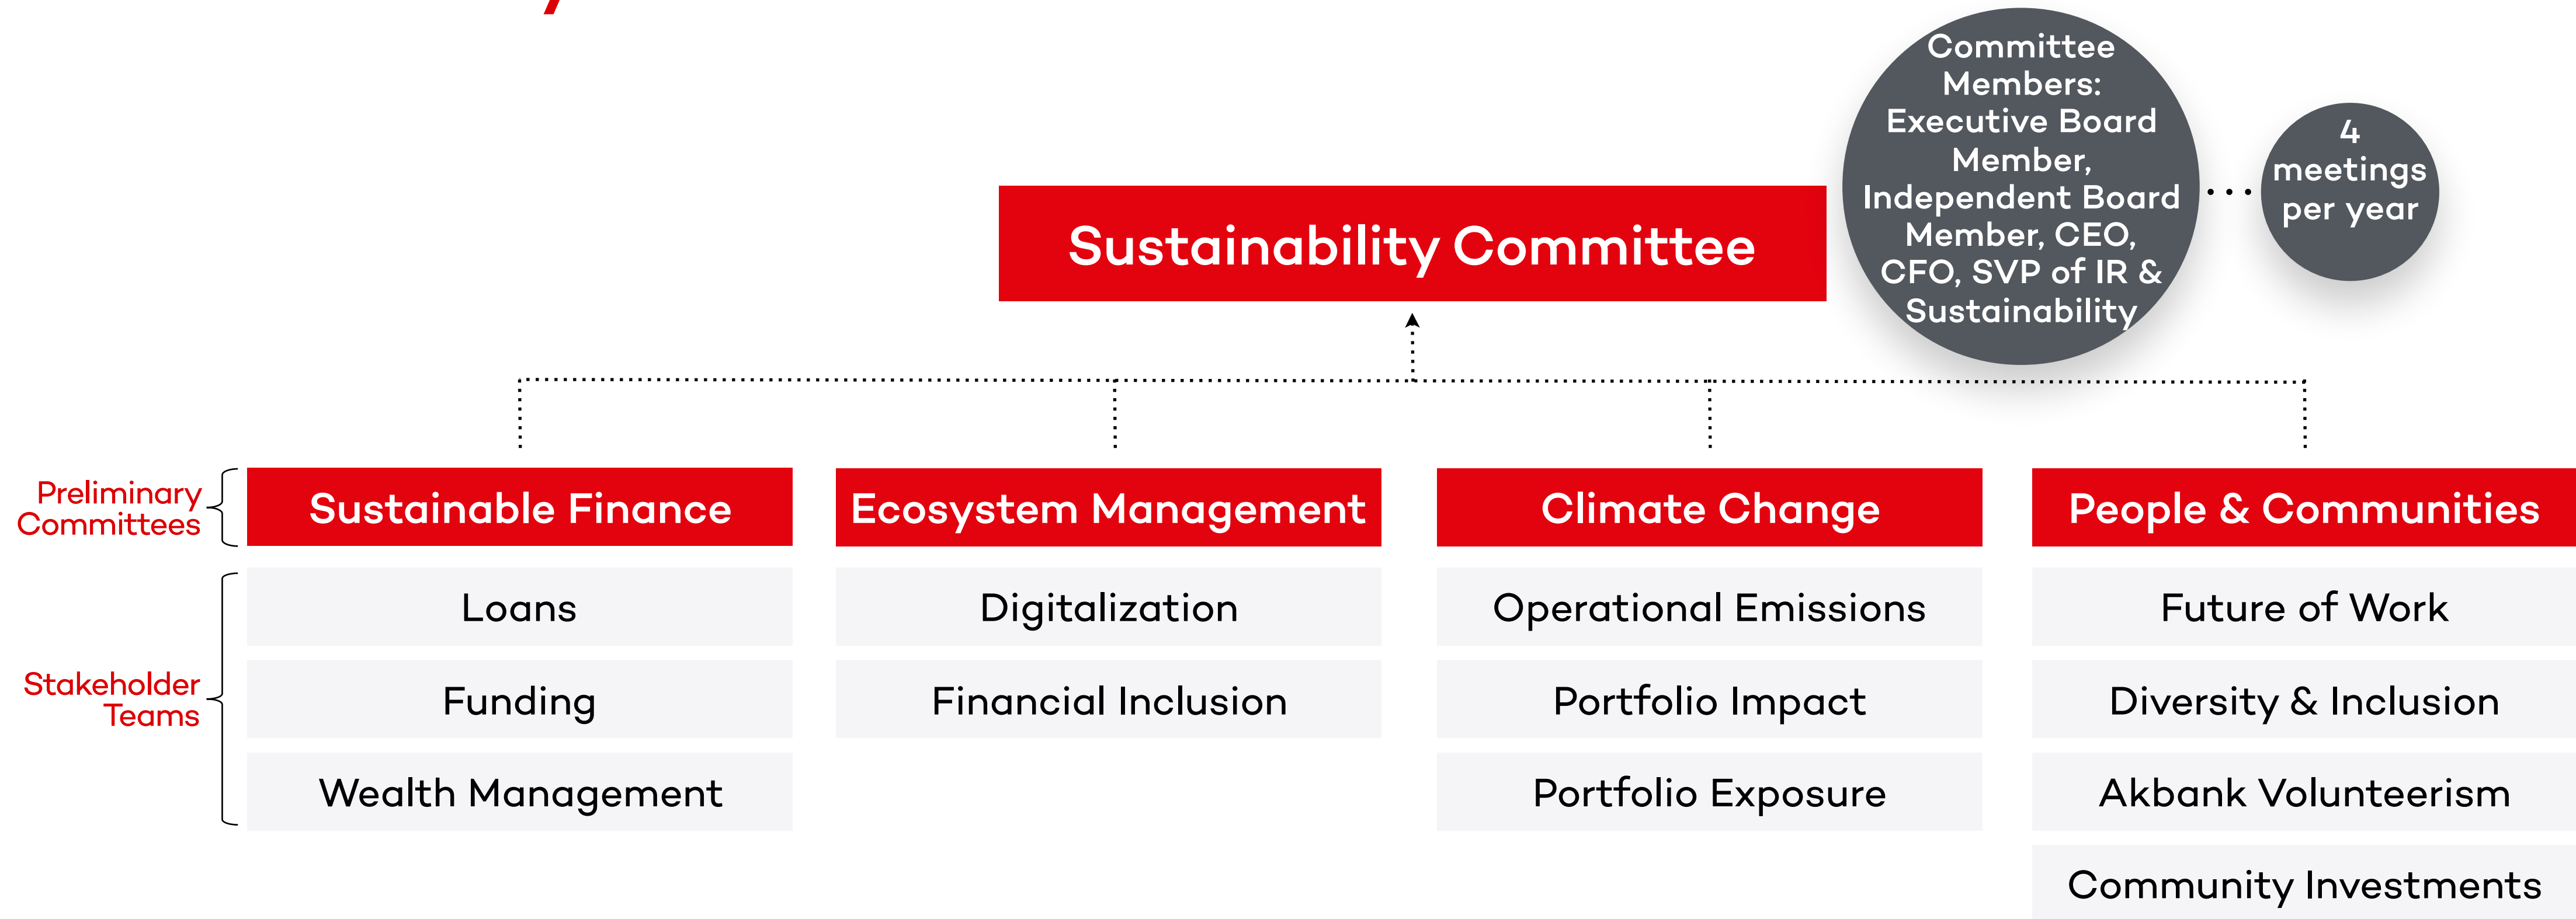 Committee
Members:
Executive Board
Member,
Independent Board
Member, CEO,
CFO, SVP of IR &
Sustainability
4
meetings
per year
Sustainability Committee
Preliminary
Committees
Sustainable Finance
Ecosystem Management
Climate Change
People & Communities
Stakeholder
Teams
Loans
Digitalization
Operational Emissions
Future of Work
Funding
Financial Inclusion
Portfolio Impact
Diversity & Inclusion
Wealth Management
Portfolio Exposure
Akbank Volunteerism
Community Investments